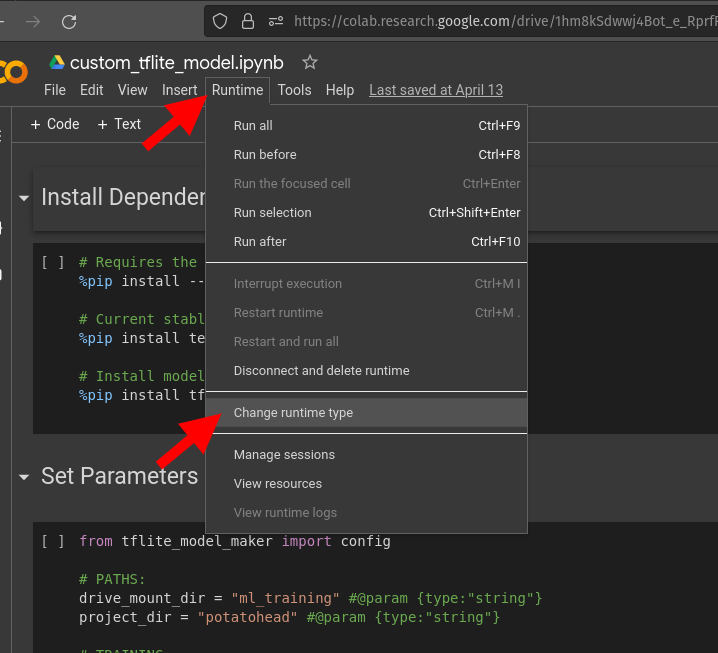 https://colab.research.google.com/drive/1hm8kSdwwj4Bot_e_Rprf
custom_tflite_model.ipynb
File Edit View Insert Runtime Tools Help Last saved at April 13
+ Code + Text
Run all Ctrl+F9
Run before Ctrl+F8
Run the focused cell Ctrl+Enter
Run selection Ctrl+Shift+Enter
Run after Ctrl+F10
Interrupt execution Ctrl+M I
Restart runtime Ctrl+M .
Restart and run all
Disconnect and delete runtime
Change runtime type
Manage sessions
View resources
View runtime logs
Install Depender
[ ] # Requires the
%pip install --
# Current stabl
%pip install te
# Install model
%pip install tf
Set Parameters
[ ] from tflite_model_maker import config
# PATHS:
drive_mount_dir = "ml_training" #@param {type:"string"}
project_dir = "potatohead" #@param {type:"string"}
# TRAINING